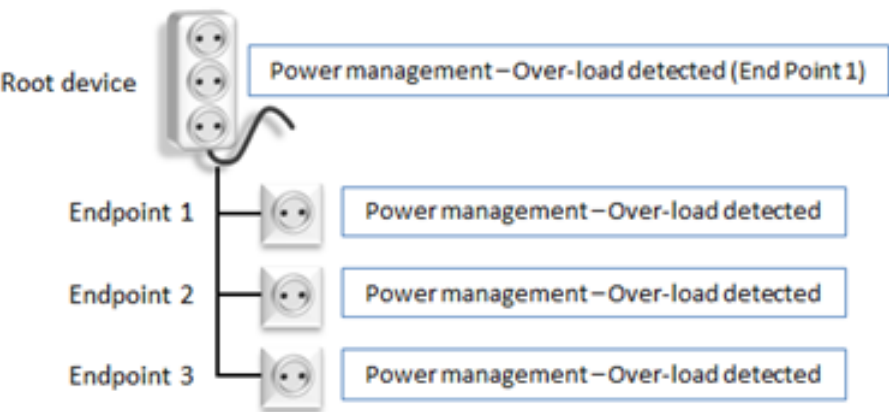 Root device
Power management – Over-load detected (End Point 1)
Endpoint 1
Power management – Over-load detected
Endpoint 2
Power management – Over-load detected
Endpoint 3
Power management – Over-load detected